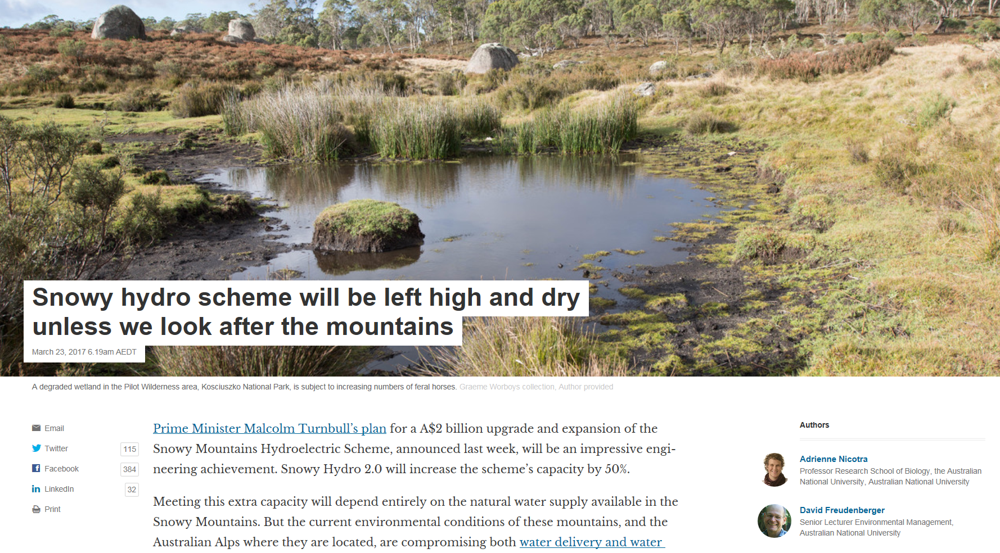 Snowy hydro scheme will be left high and dry
unless we look after the mountains
March 23, 2017 6.19am AEDT
A degraded wetland in the Pilot Wilderness area, Kosciuszko National Park, is subject to increasing numbers of feral horses. Graeme Worboys collection, Author provided
Email
Twitter 115
Facebook 384
LinkedIn 32
Print
Prime Minister Malcolm Turnbull’s plan for a A$2 billion upgrade and expansion of the
Snowy Mountains Hydroelectric Scheme, announced last week, will be an impressive engi-
neering achievement. Snowy Hydro 2.0 will increase the scheme’s capacity by 50%.
Meeting this extra capacity will depend entirely on the natural water supply available in the
Snowy Mountains. But the current environmental conditions of these mountains, and the
Australian Alps where they are located, are compromising both water delivery and water
Authors
Adrienne Nicotra
Professor Research School of Biology, the Australian
National University, Australian National University
David Freudenberger
Senior Lecturer Environmental Management,
Australian National University